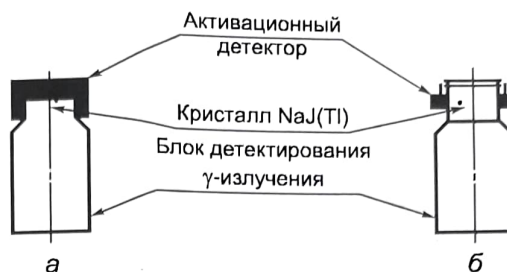 Активационный
детектор
Кристалл NaJ(Tl)
Блок детектирования
γ-излучения
а
б